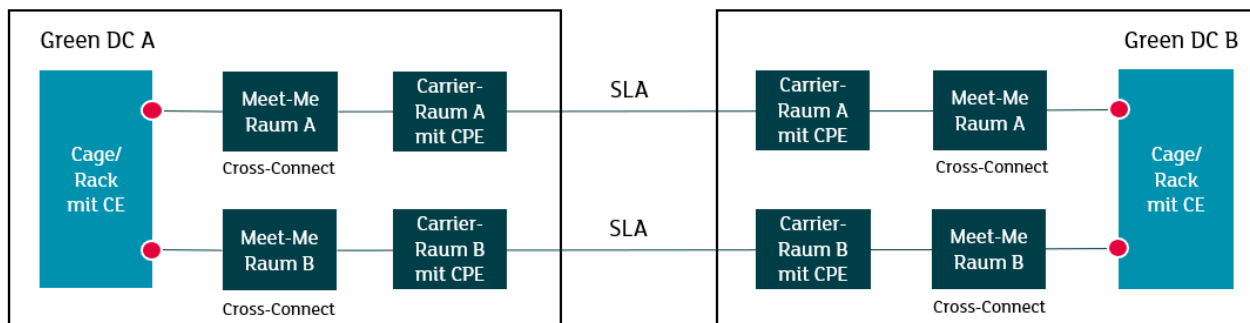 Green DC A
Green DC B
Cage/
Rack
mit CE
Meet-Me
Raum A
Cross-Connect
Carrier-
Raum A
mit CPE
SLA
Carrier-
Raum A
mit CPE
Meet-Me
Raum A
Cross-Connect
Cage/
Rack
mit CE
Meet-Me
Raum B
Cross-Connect
Carrier-
Raum B
mit CPE
SLA
Carrier-
Raum B
mit CPE
Meet-Me
Raum B
Cross-Connect